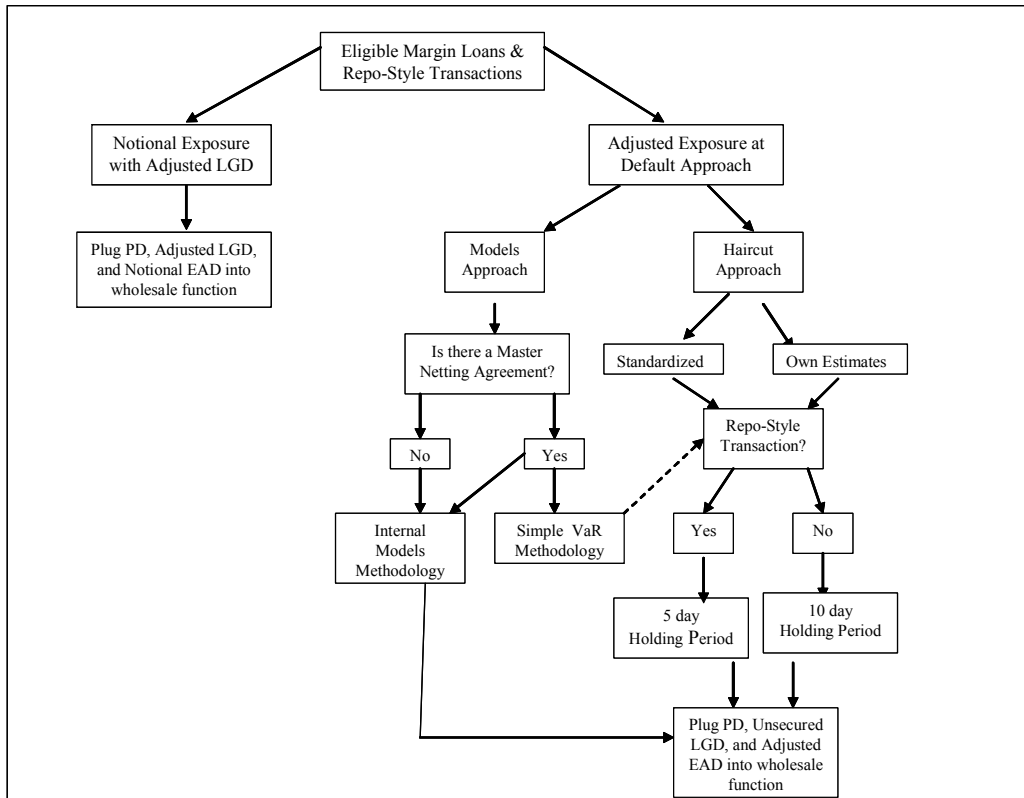 Eligible Margin Loans &
Repo-Style Transactions
Notional Exposure
with Adjusted LGD
Adjusted Exposure at
Default Approach
Plug PD, Adjusted LGD,
and Notional EAD into
wholesale function
Models
Approach
Haircut
Approach
Is there a Master
Netting Agreement?
Standardized
Own Estimates
No
Yes
Repo-Style
Transaction?
Internal
Models
Methodology
Simple VaR
Methodology
Yes
No
5 day
Holding Period
10 day
Holding Period
Plug PD, Unsecured
LGD, and Adjusted
EAD into wholesale
function